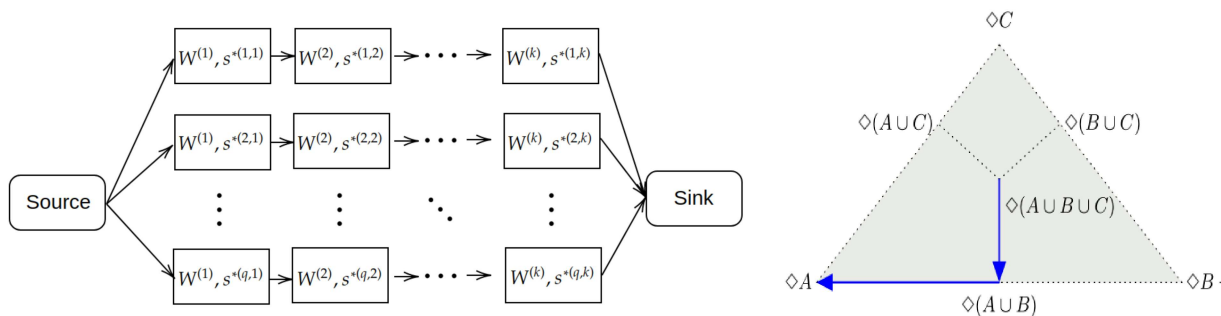 W^{(1)}, s^{*(1,1)} W^{(2)}, s^{*(1,2)} ... W^{(k)}, s^{*(1,k)}
W^{(1)}, s^{*(2,1)} W^{(2)}, s^{*(2,2)} ... W^{(k)}, s^{*(2,k)}
Source
Sink
W^{(1)}, s^{*(q,1)} W^{(2)}, s^{*(q,2)} ... W^{(k)}, s^{*(q,k)}
◊C
◊(A∪C) ◊(B∪C)
◊(A∪B∪C)
◊A ◊B
◊(A∪B)